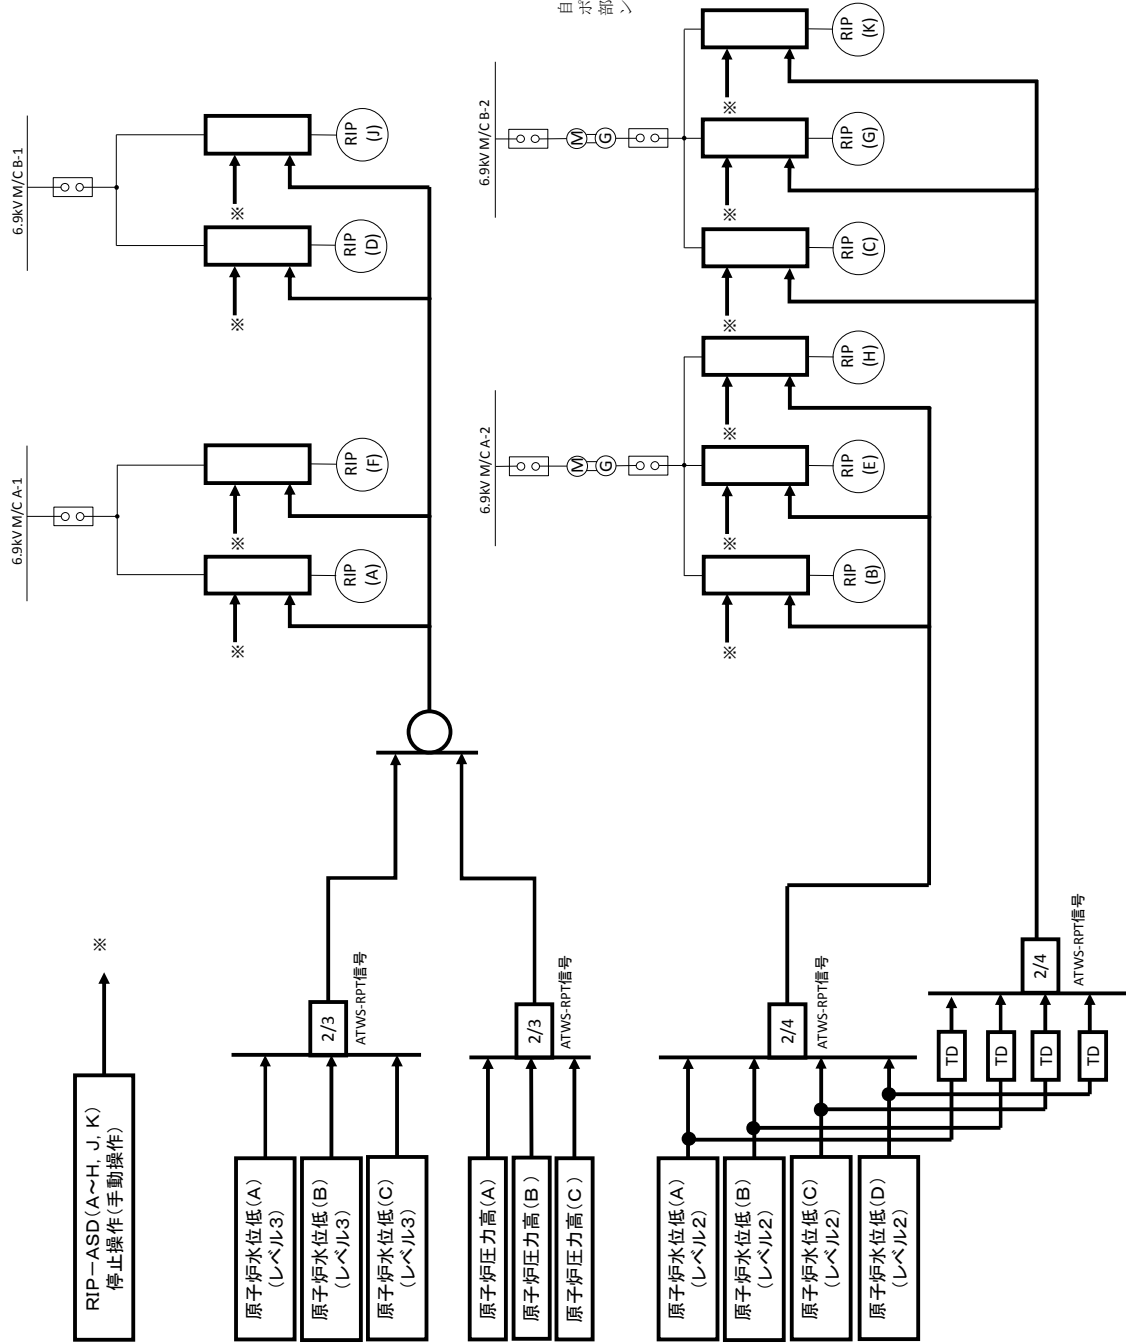 RIP-ASD(A～H, J, K)
停止操作(手動操作)
※
原子炉水位低(A)
(レベル3)
原子炉水位低(B)
(レベル3)
原子炉水位低(C)
(レベル3)
2/3
ATWS-RPT信号
原子炉圧力高(A)
原子炉圧力高(B)
原子炉圧力高(C)
2/3
ATWS-RPT信号
原子炉水位低(A)
(レベル2)
原子炉水位低(B)
(レベル2)
原子炉水位低(C)
(レベル2)
原子炉水位低(D)
(レベル2)
2/4
ATWS-RPT信号
TD
TD
TD
TD
2/4
ATWS-RPT信号
6.9kV M/C A-1
※
RIP
(A)
※
RIP
(F)
6.9kV M/C B-1
※
RIP
(D)
※
RIP
(J)
6.9kV M/C A-2
M
G
※
RIP
(B)
※
RIP
(E)
※
RIP
(H)
6.9kV M/C B-2
M
G
※
RIP
(C)
※
RIP
(G)
※
RIP
(K)
自
ポ
部
ン